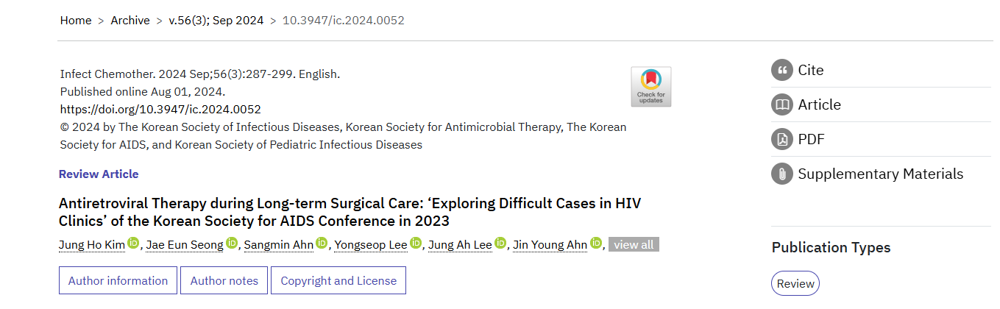 Home > Archive > v.56(3); Sep 2024 > 10.3947/ic.2024.0052
Infect Chemother. 2024 Sep;56(3):287-299. English.
Published online Aug 01, 2024.
https://doi.org/10.3947/ic.2024.0052
© 2024 by The Korean Society of Infectious Diseases, Korean Society for Antimicrobial Therapy, The Korean
Society for AIDS, and Korean Society of Pediatric Infectious Diseases
Check for
updates
Review Article
Antiretroviral Therapy during Long-term Surgical Care: ‘Exploring Difficult Cases in HIV
Clinics’ of the Korean Society for AIDS Conference in 2023
Jung Ho Kim iD, Jae Eun Seong iD, Sangmin Ahn iD, Yongseop Lee iD, Jung Ah Lee iD, Jin Young Ahn iD, view all
Author information
Author notes
Copyright and License
Cite
Article
PDF
Supplementary Materials
Publication Types
Review